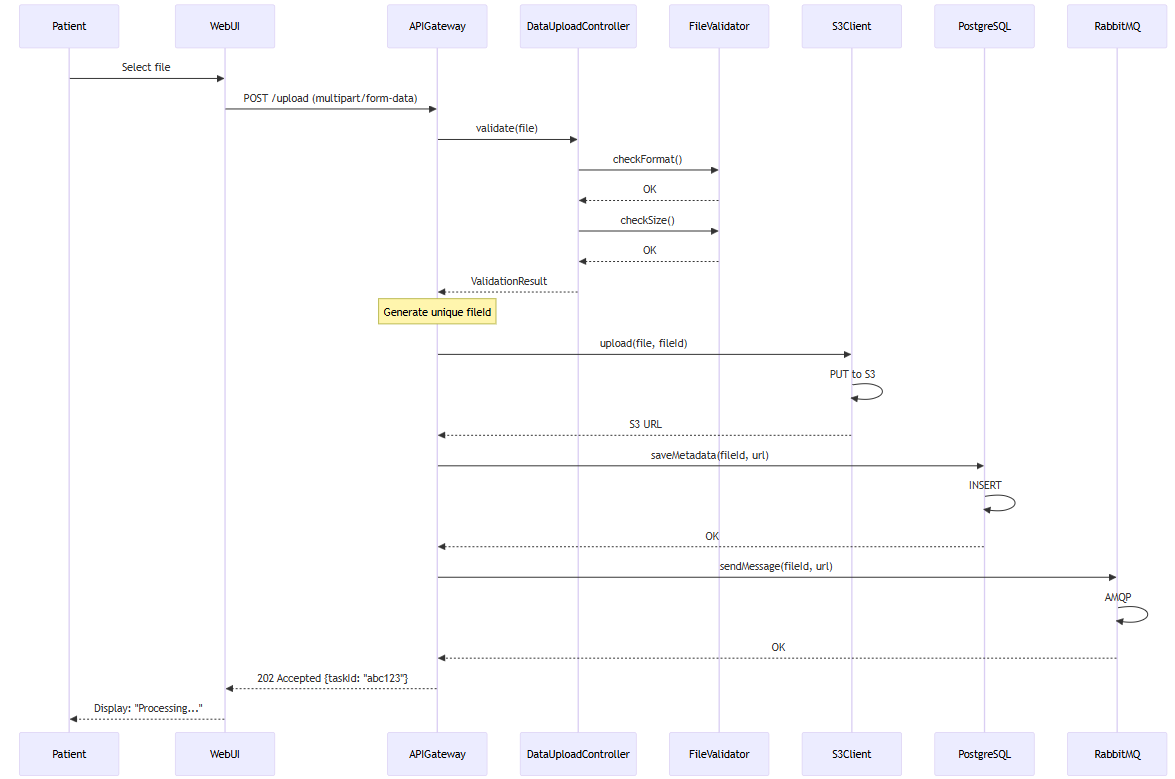 Patient
WebUI
APIGateway
DataUploadController
FileValidator
S3Client
PostgreSQL
RabbitMQ
Select file
POST /upload (multipart/form-data)
validate(file)
checkFormat()
OK
checkSize()
OK
ValidationResult
Generate unique fileId
upload(file, fileId)
PUT to S3
S3 URL
saveMetadata(fileId, url)
INSERT
OK
sendMessage(fileId, url)
AMQP
OK
202 Accepted {taskId: "abc123"}
Display: "Processing..."
Patient
WebUI
APIGateway
DataUploadController
FileValidator
S3Client
PostgreSQL
RabbitMQ